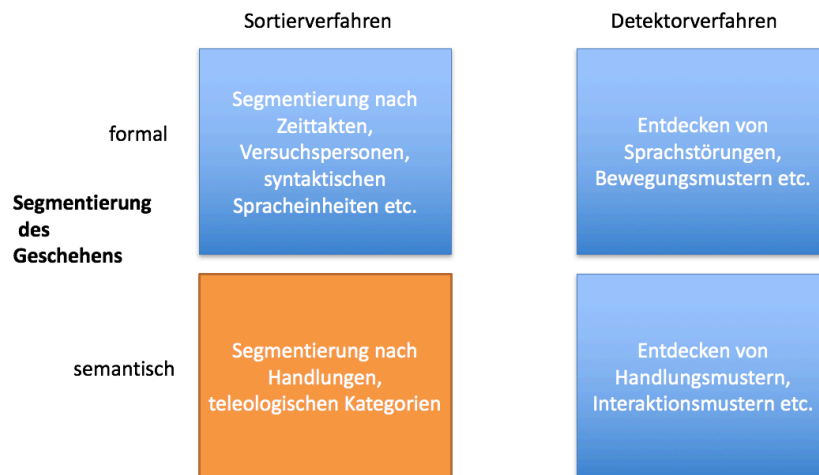 Sortierverfahren
Detektorverfahren
formal
Segmentierung nach
Zeittakten,
Versuchspersonen,
syntaktischen
Spracheinheiten etc.
Entdecken von
Sprachstörungen,
Bewegungsmustern etc.
Segmentierung
des
Geschehens
semantisch
Segmentierung nach
Handlungen,
teleologischen Kategorien
Entdecken von
Handlungsmustern,
Interaktionsmustern etc.